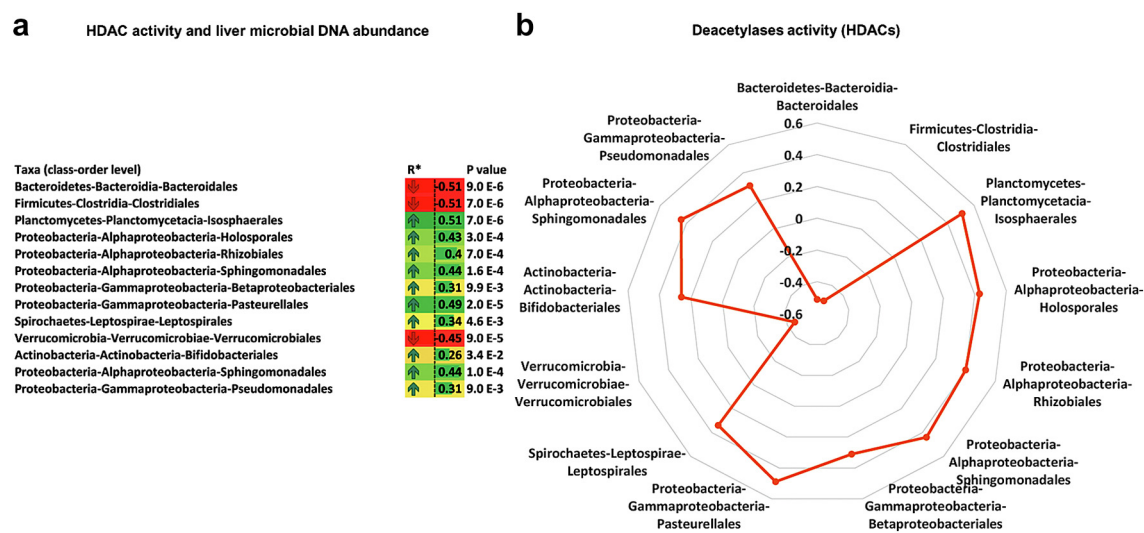 a
HDAC activity and liver microbial DNA abundance
Taxa (class-order level) R* P value
Bacteroidetes-Bacteroidia-Bacteroidales -0.51 9.0 E-6
Firmicutes-Clostridia-Clostridiales -0.51 7.0 E-6
Planctomycetes-Planctomycetacia-Isosphaerales 0.51 7.0 E-6
Proteobacteria-Alphaproteobacteria-Holosporales 0.43 3.0 E-4
Proteobacteria-Alphaproteobacteria-Rhizobiales 0.4 7.0 E-4
Proteobacteria-Alphaproteobacteria-Sphingomonadales 0.44 1.6 E-4
Proteobacteria-Gammaproteobacteria-Betaproteobacteriales 0.31 9.9 E-3
Proteobacteria-Gammaproteobacteria-Pasteurellales 0.49 2.0 E-5
Spirochaetes-Leptospirae-Leptospirales 0.34 4.6 E-3
Verrucomicrobia-Verrucomicrobiae-Verrucomicrobiales -0.45 9.0 E-5
Actinobacteria-Actinobacteria-Bifidobacteriales 0.26 3.4 E-2
Proteobacteria-Alphaproteobacteria-Sphingomonadales 0.44 1.0 E-4
Proteobacteria-Gammaproteobacteria-Pseudomonadales 0.31 9.0 E-3
b
Deacetylases activity (HDACs)
Bacteroidetes-Bacteroidia-
Bacteroidales
Firmicutes-Clostridia-
Clostridiales
Planctomycetes-
Planctomycetacia-
Isosphaerales
Proteobacteria-
Alphaproteobacteria-
Holosporales
Proteobacteria-
Alphaproteobacteria-
Rhizobiales
Proteobacteria-
Alphaproteobacteria-
Sphingomonadales
Proteobacteria-
Gammaproteobacteria-
Betaproteobacteriales
Proteobacteria-
Gammaproteobacteria-
Pasteurellales
Spirochaetes-Leptospirae-
Leptospirales
Verrucomicrobia-
Verrucomicrobiae-
Verrucomicrobiales
Actinobacteria-
Actinobacteria-
Bifidobacteriales
Proteobacteria-
Alphaproteobacteria-
Sphingomonadales
Proteobacteria-
Gammaproteobacteria-
Pseudomonadales
0.6
0.4
0.2
0
-0.2
-0.4
-0.6